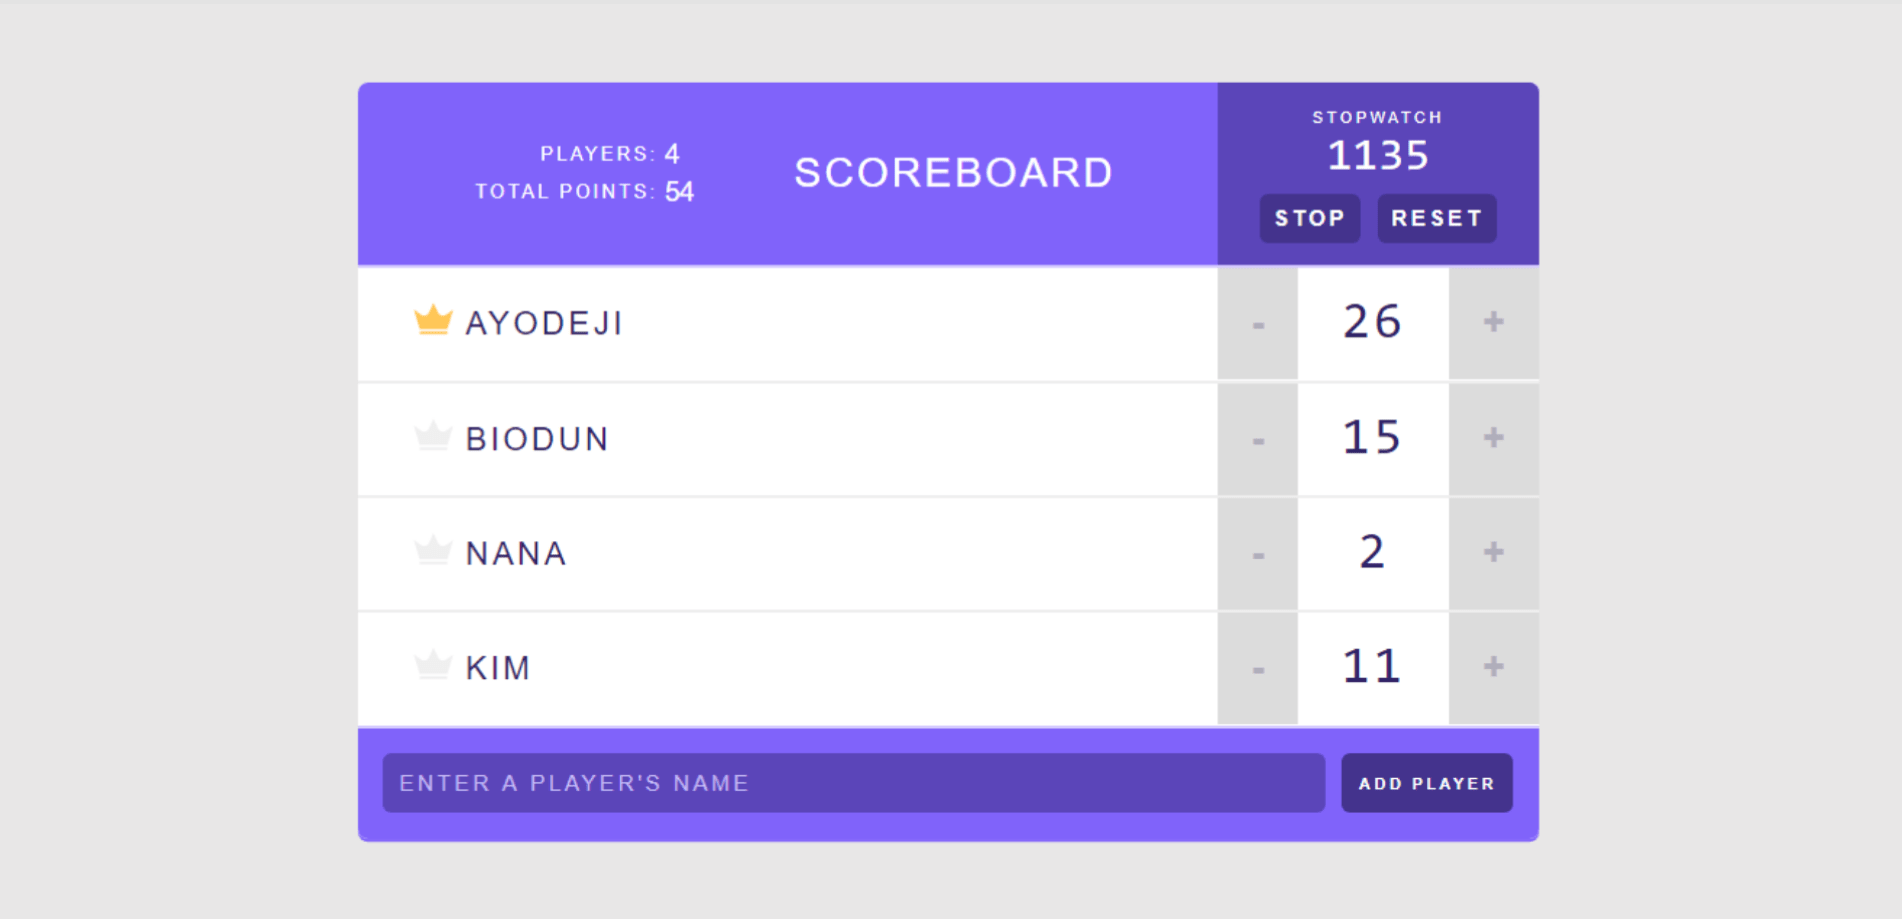 PLAYERS: 4
TOTAL POINTS: 54
SCOREBOARD
STOPWATCH
1135
STOP RESET
AYODEJI - 26 +
BIODUN - 15 +
NANA - 2 +
KIM - 11 +
ENTER A PLAYER'S NAME ADD PLAYER